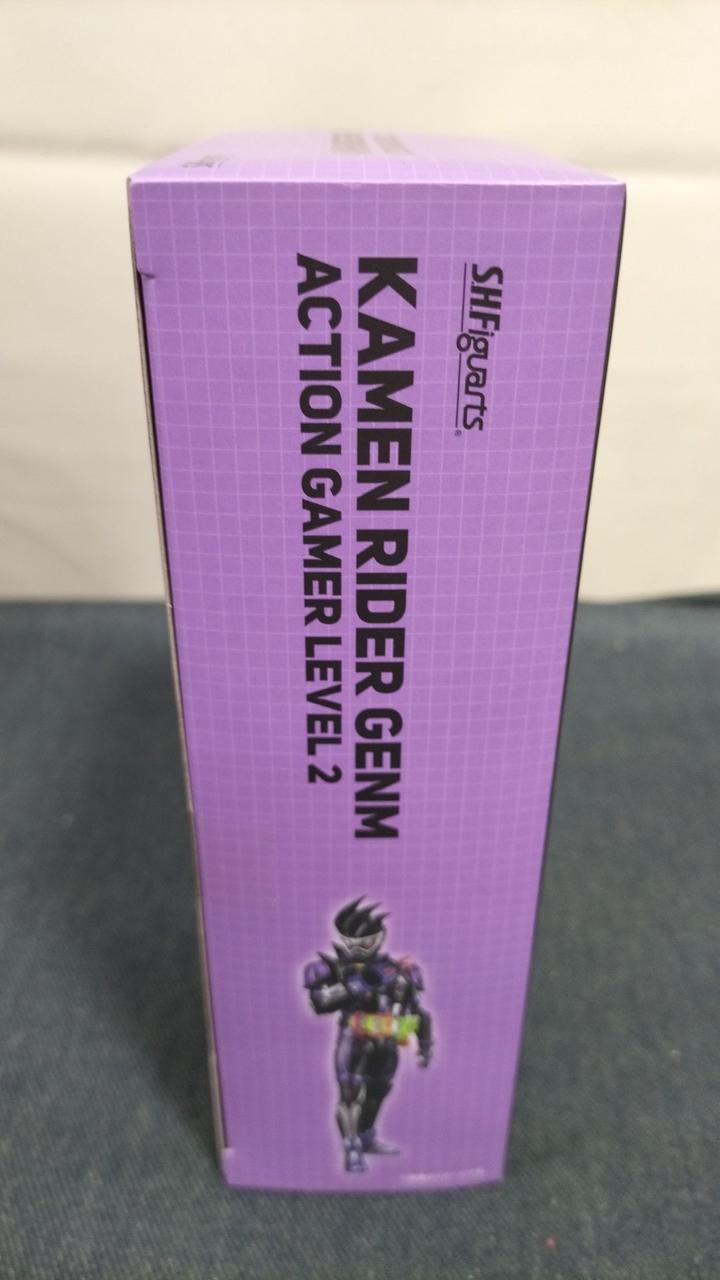 S.H.Figuarts®
KAMEN RIDER GENM
ACTION GAMER LEVEL 2